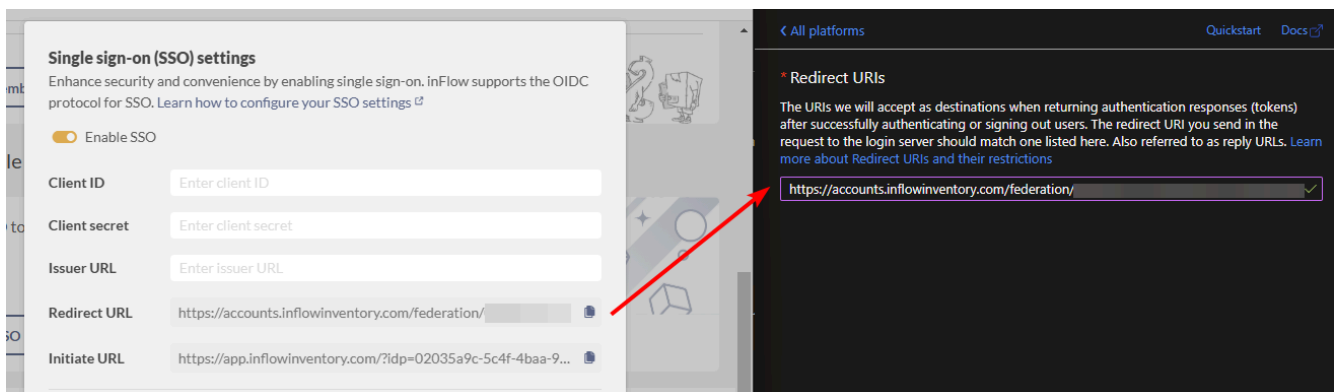 Single sign-on (SSO) settings
Enhance security and convenience by enabling single sign-on. inFlow supports the OIDC
protocol for SSO. Learn how to configure your SSO settings
Enable SSO
Client ID
Enter client ID
Client secret
Enter client secret
Issuer URL
Enter issuer URL
Redirect URL
https://accounts.inflowinventory.com/federation/
Initiate URL
https://app.inflowinventory.com/?idp=02035a9c-5c4f-4baa-9...
emb
le
to
SO
All platforms
Quickstart
Docs
* Redirect URIs
The URIs we will accept as destinations when returning authentication responses (tokens)
after successfully authenticating or signing out users. The redirect URI you send in the
request to the login server should match one listed here. Also referred to as reply URLs. Learn
more about Redirect URIs and their restrictions
https://accounts.inflowinventory.com/federation/